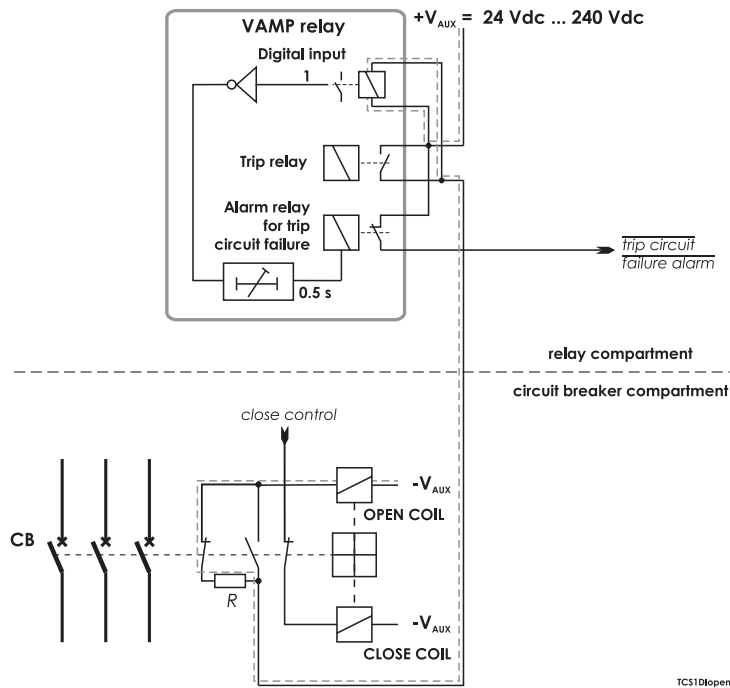 VAMP relay
+VAUX = 24 Vdc ... 240 Vdc
Digital input
1
Trip relay
Alarm relay
for trip
circuit failure
0.5 s
trip circuit
failure alarm
relay compartment
circuit breaker compartment
close control
-VAUX
OPEN COIL
CB
R
-VAUX
CLOSE COIL
TCS1DIopen